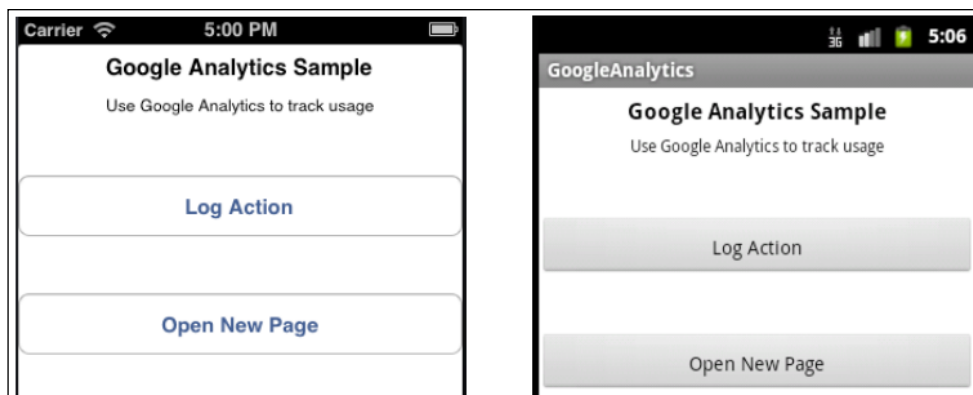 Carrier 5:00 PM
Google Analytics Sample
Use Google Analytics to track usage
Log Action
Open New Page
3G 5:06
GoogleAnalytics
Google Analytics Sample
Use Google Analytics to track usage
Log Action
Open New Page